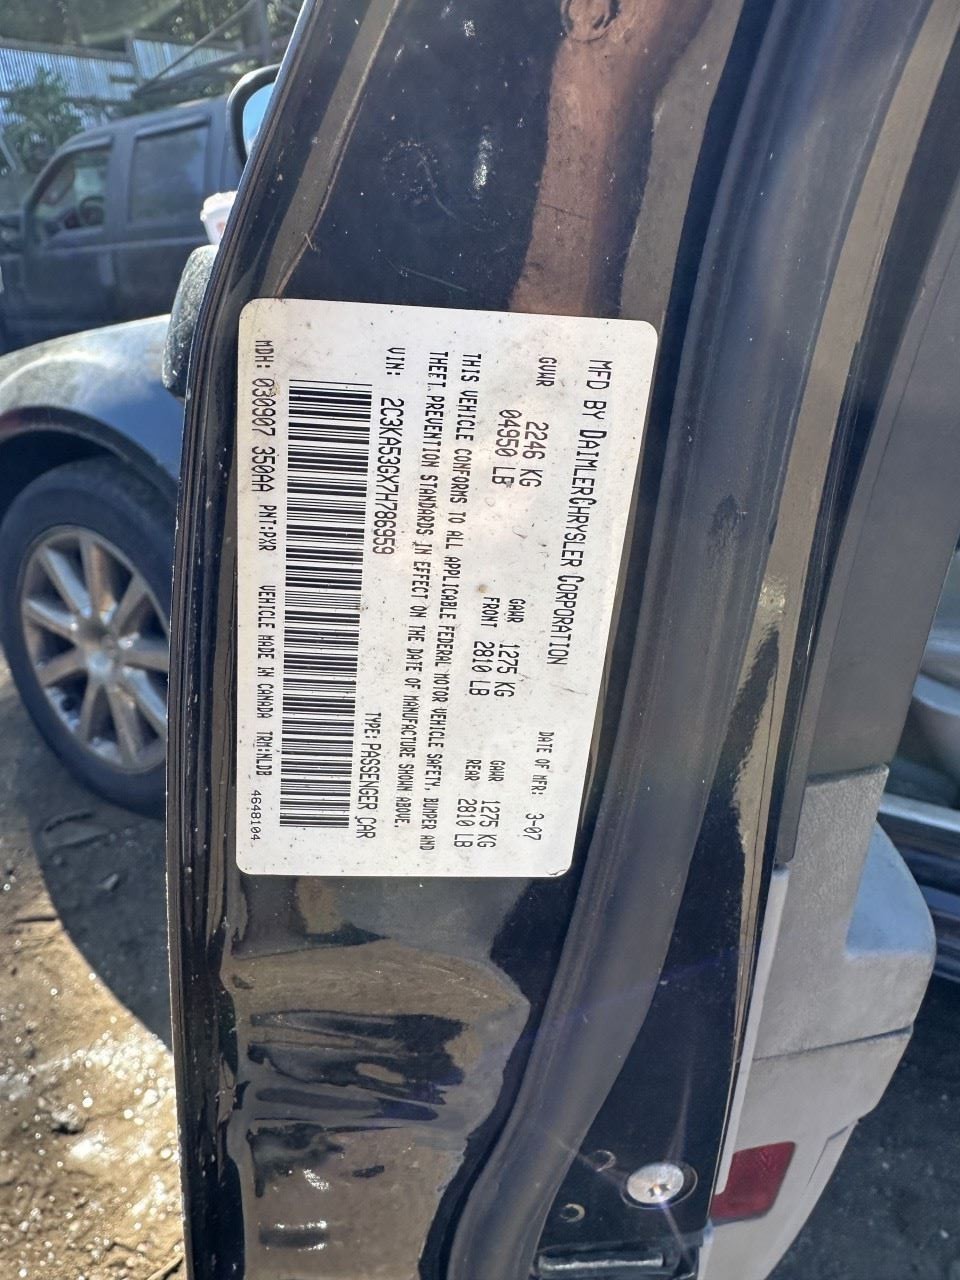 MFD BY DAIMLERCHRYSLER CORPORATION
DATE OF MFR: 3-07
GVWR 2246 KG
04950 LB
GAWR FRONT 1275 KG
2810 LB
GAWR REAR 1275 KG
2810 LB
THIS VEHICLE CONFORMS TO ALL APPLICABLE FEDERAL MOTOR VEHICLE SAFETY, BUMPER AND
THEFT PREVENTION STANDARDS IN EFFECT ON THE DATE OF MANUFACTURE SHOWN ABOVE.
VIN: 2C3KA53GX7H786959
TYPE: PASSENGER CAR
MDH: 030907 350AA PNT:PXR VEHICLE MADE IN CANADA TRM:NLDB 4648104